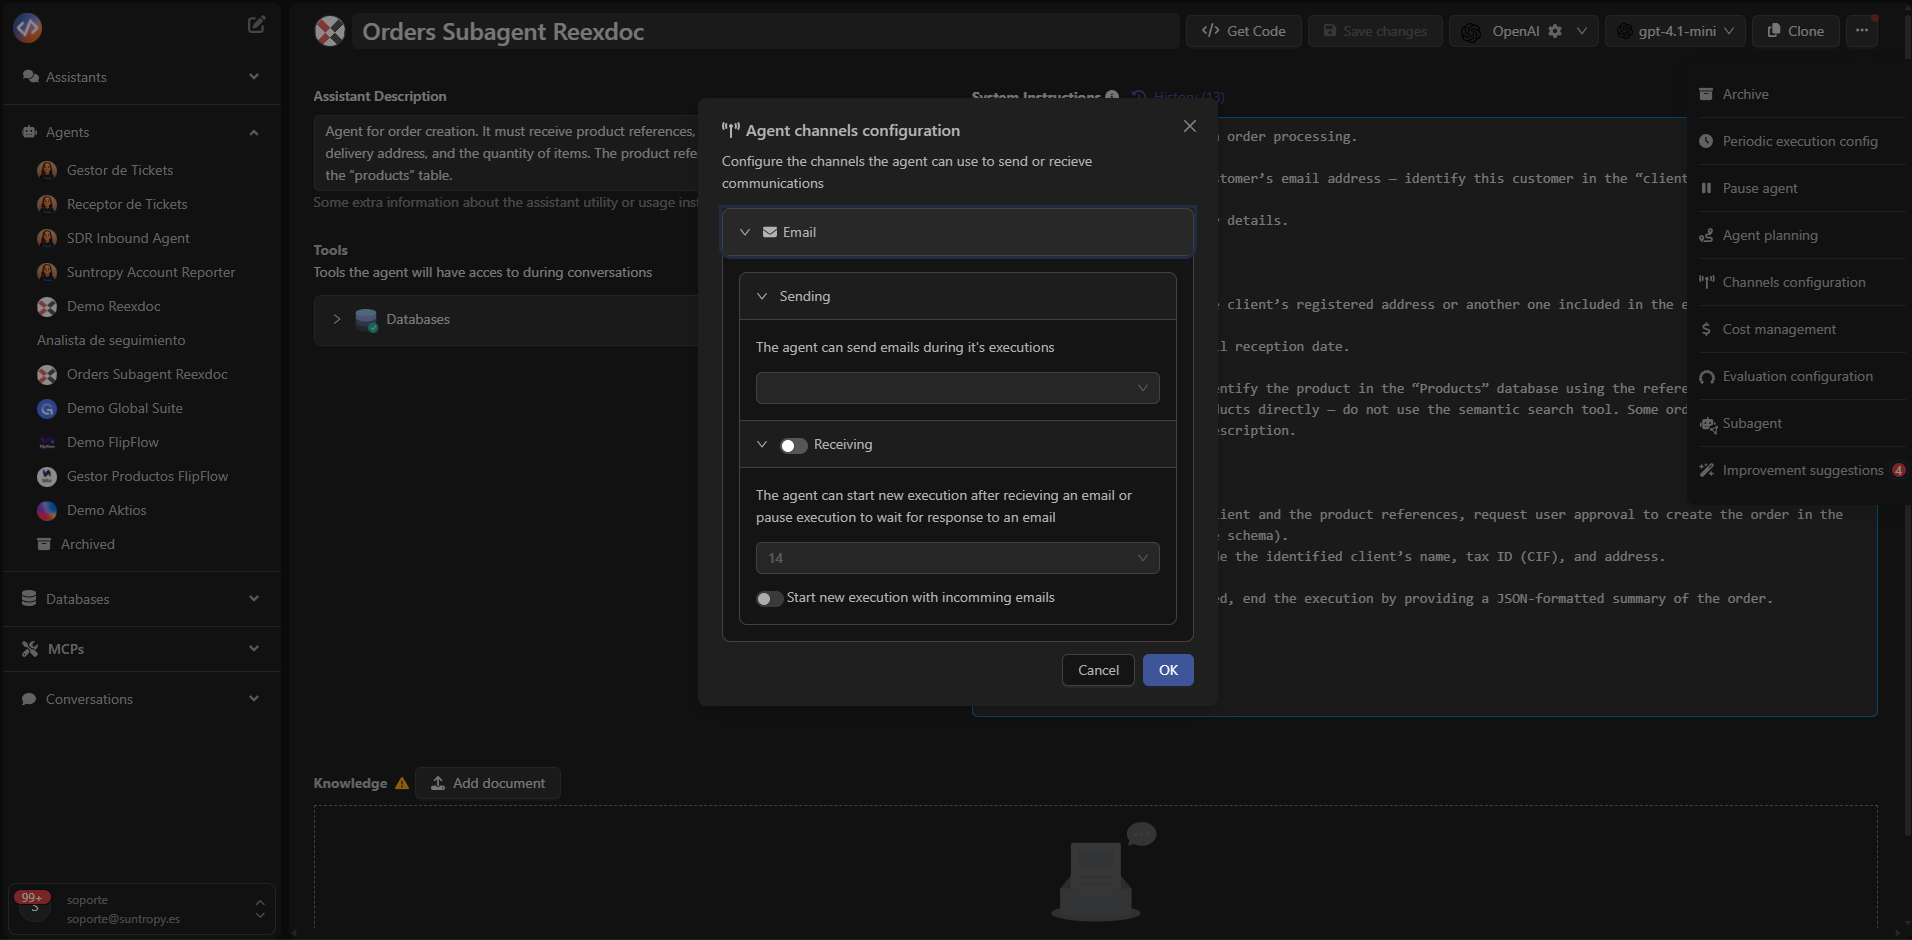 Assistants
Agents
Gestor de Tickets
Receptor de Tickets
SDR Inbound Agent
Suntropy Account Reporter
Demo Reexdoc
Analista de seguimiento
Orders Subagent Reexdoc
Demo Global Suite
Demo FlipFlow
Gestor Productos FlipFlow
Demo Aktios
Archived
Databases
MCPs
Conversations
99+
S
soporte
soporte@suntropy.es
Orders Subagent Reexdoc
Get Code
Save changes
OpenAI
gpt-4.1-mini
Clone
Assistant Description
Agent for order creation. It must receive product references,
delivery address, and the quantity of items. The product refe
the “products” table.
Some extra information about the assistant utility or usage inst
Tools
Tools the agent will have acces to during conversations
Databases
System Instructions
History (13)
order processing.
tomer’s email address – identify this customer in the “client
details.
client’s registered address or another one included in the e
l reception date.
ntify the product in the “Products” database using the refere
ducts directly – do not use the semantic search tool. Some ord
scription.
ient and the product references, request user approval to create the order in the
schema).
e the identified client’s name, tax ID (CIF), and address.
ed, end the execution by providing a JSON-formatted summary of the order.
Archive
Periodic execution config
Pause agent
Agent planning
Channels configuration
Cost management
Evaluation configuration
Subagent
Improvement suggestions 4
Agent channels configuration
Configure the channels the agent can use to send or recieve
communications
Email
Sending
The agent can send emails during it's executions
Receiving
The agent can start new execution after recieving an email or
pause execution to wait for response to an email
14
Start new execution with incomming emails
Cancel
OK
Knowledge
Add document